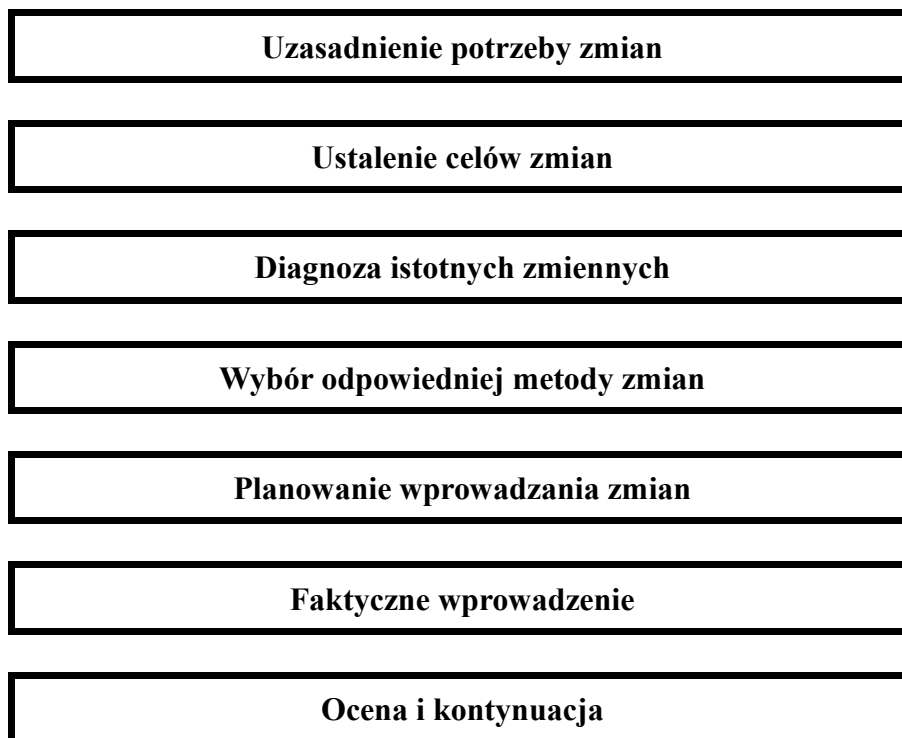 Uzasadnienie potrzeby zmian
Ustalenie celów zmian
Diagnoza istotnych zmiennych
Wybór odpowiedniej metody zmian
Planowanie wprowadzania zmian
Faktyczne wprowadzenie
Ocena i kontynuacja